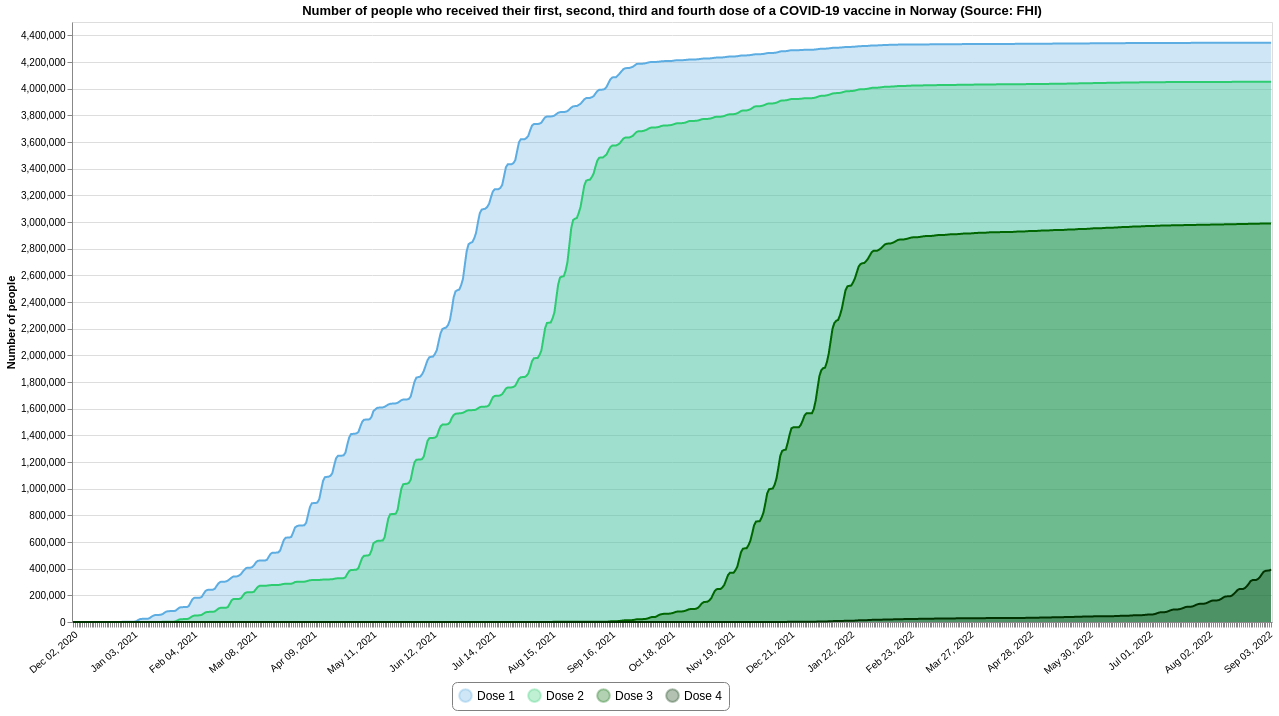 Number of people who received their first, second, third and fourth dose of a COVID-19 vaccine in Norway (Source: FHI)
Number of people
4,400,000
4,200,000
4,000,000
3,800,000
3,600,000
3,400,000
3,200,000
3,000,000
2,800,000
2,600,000
2,400,000
2,200,000
2,000,000
1,800,000
1,600,000
1,400,000
1,200,000
1,000,000
800,000
600,000
400,000
200,000
0
Dec 02, 2020
Jan 03, 2021
Feb 04, 2021
Mar 08, 2021
Apr 09, 2021
May 11, 2021
Jun 12, 2021
Jul 14, 2021
Aug 15, 2021
Sep 16, 2021
Oct 18, 2021
Nov 19, 2021
Dec 21, 2021
Jan 22, 2022
Feb 23, 2022
Mar 27, 2022
Apr 28, 2022
May 30, 2022
Jul 01, 2022
Aug 02, 2022
Sep 03, 2022
Dose 1 Dose 2 Dose 3 Dose 4